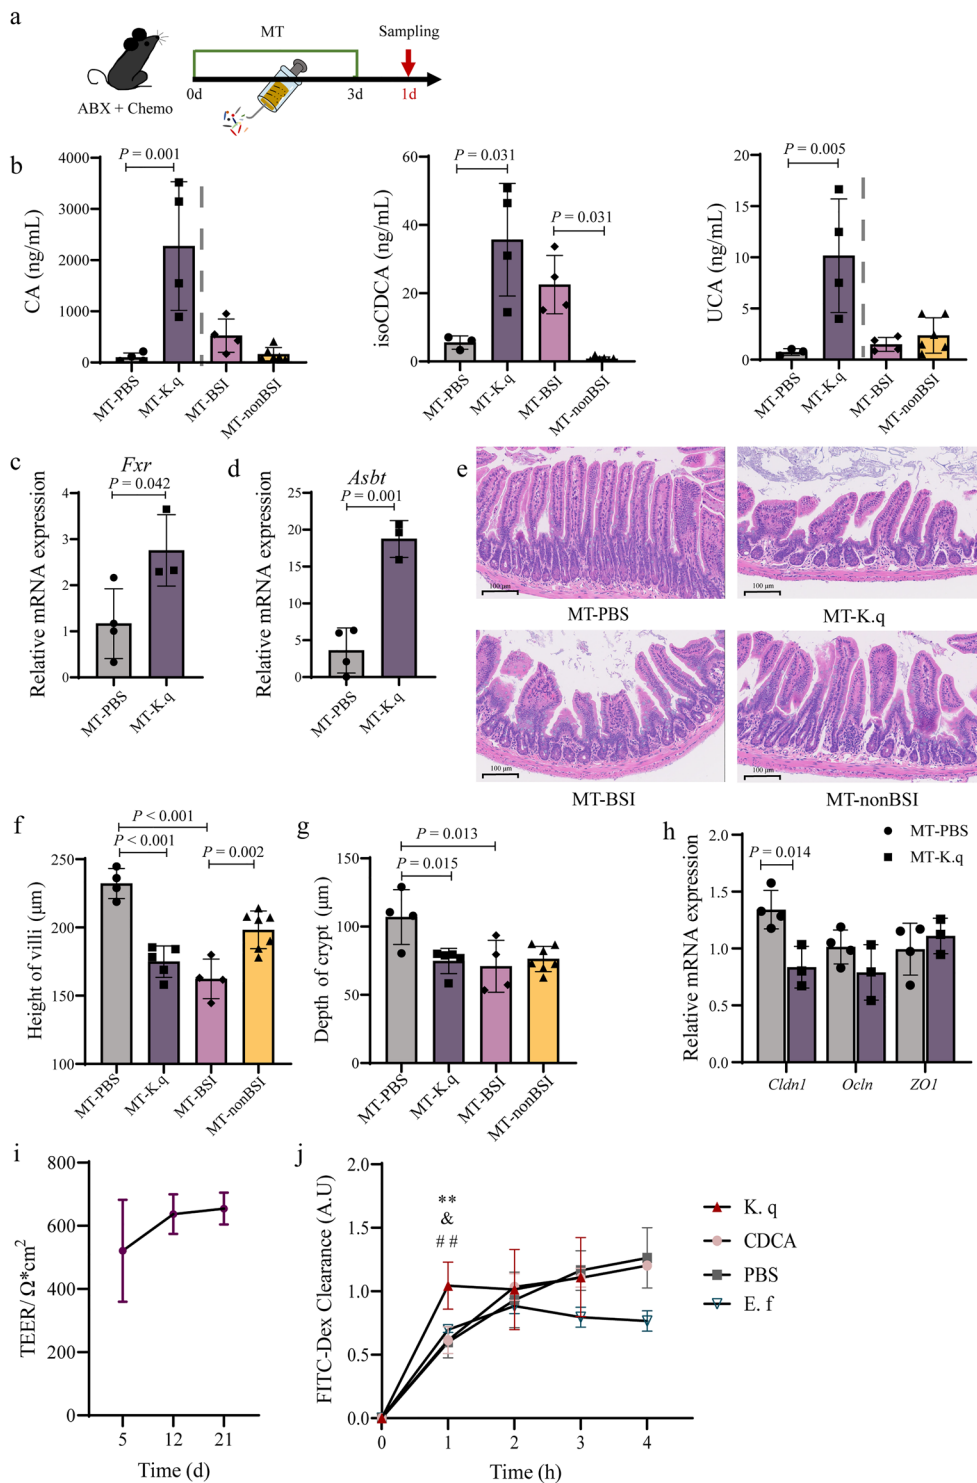 a
MT
Sampling
ABX + Chemo
0d
3d
1d
b
CA (ng/mL)
4000
3000
2000
1000
0
P = 0.001
MT-PBS
MT-K.q
MT-BSI
MT-nonBSI
isoCDCA (ng/mL)
60
40
20
0
P = 0.031
P = 0.031
MT-PBS
MT-K.q
MT-BSI
MT-nonBSI
UCA (ng/mL)
20
15
10
5
0
P = 0.005
MT-PBS
MT-K.q
MT-BSI
MT-nonBSI
c
Fxr
P = 0.042
Relative mRNA expression
4
3
2
1
0
MT-PBS
MT-K.q
d
Asbt
P = 0.001
Relative mRNA expression
25
20
15
10
5
0
MT-PBS
MT-K.q
e
100 μm
MT-PBS
100 μm
MT-K.q
100 μm
MT-BSI
100 μm
MT-nonBSI
f
P < 0.001
P < 0.001
P = 0.002
Height of villi (μm)
250
200
150
100
MT-PBS
MT-K.q
MT-BSI
MT-nonBSI
g
P = 0.013
P = 0.015
Depth of crypt (μm)
150
100
50
0
MT-PBS
MT-K.q
MT-BSI
MT-nonBSI
h
MT-PBS
MT-K.q
P = 0.014
Relative mRNA expression
2.0
1.5
1.0
0.5
0.0
Cldn1
Ocln
ZO1
i
TEER/ Ω*cm2
800
600
400
200
0
5
12
21
Time (d)
j
FITC-Dex Clearance (A.U)
2.0
1.5
1.0
0.5
0.0
**
&
##
0
1
2
3
4
Time (h)
K. q
CDCA
PBS
E. f